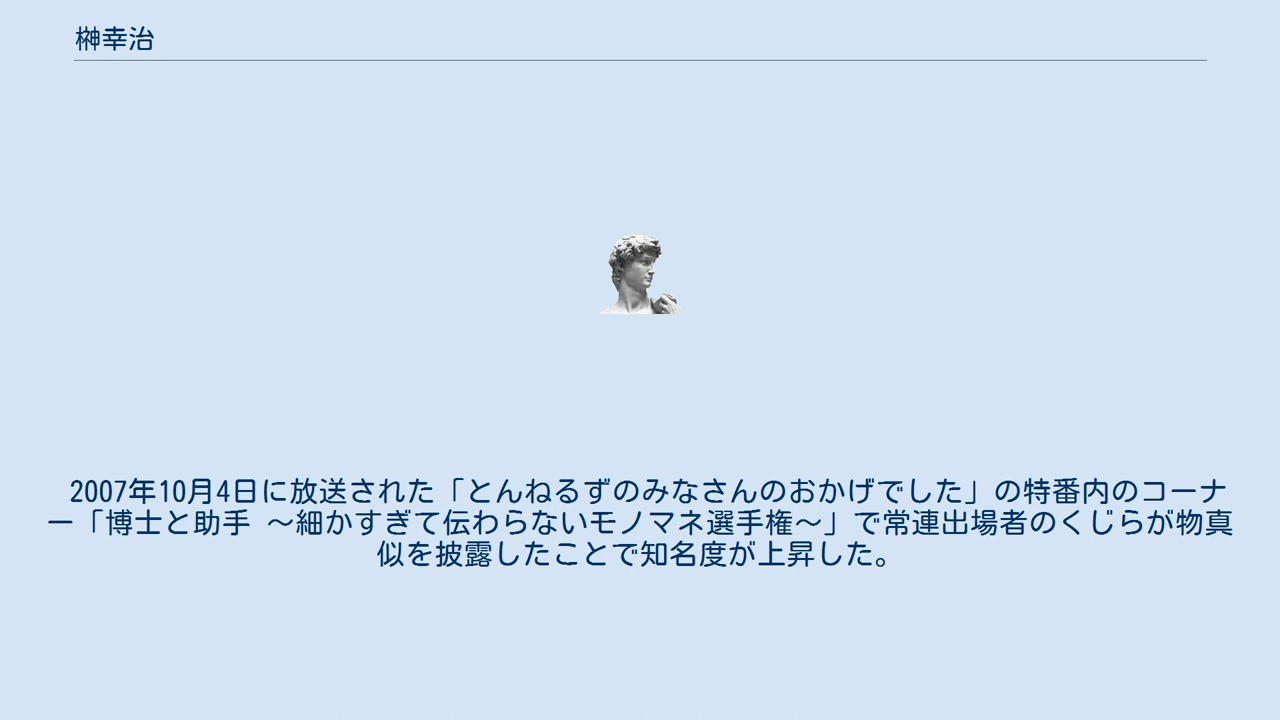 榊幸治
2007年10月4日に放送された「とんねるずのみなさんのおかげでした」の特番内のコーナ
ー「博士と助手 〜細かすぎて伝わらないモノマネ選手権〜」で常連出場者のくじらが物真
似を披露したことで知名度が上昇した。